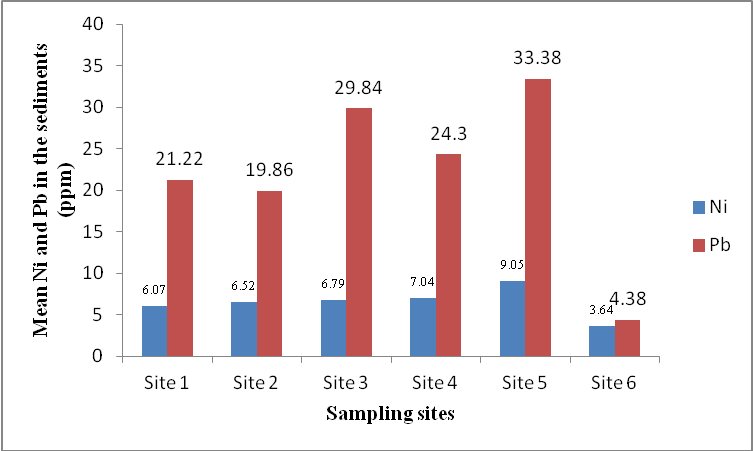 Mean Ni and Pb in the sediments
(ppm)
40
35
30
25
20
15
10
5
0
6.07
21.22
6.52
19.86
6.79
29.84
7.04
24.3
9.05
33.38
3.64
4.38
Site 1
Site 2
Site 3
Site 4
Site 5
Site 6
Sampling sites
Ni
Pb